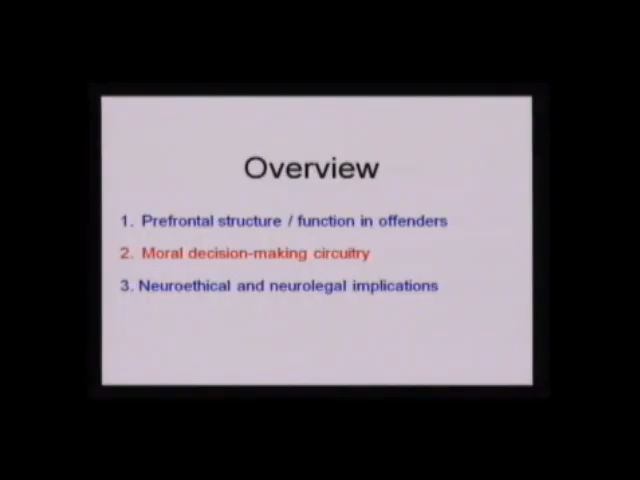 Overview
1. Prefrontal structure / function in offenders
2. Moral decision-making circuitry
3. Neuroethical and neurolegal implications